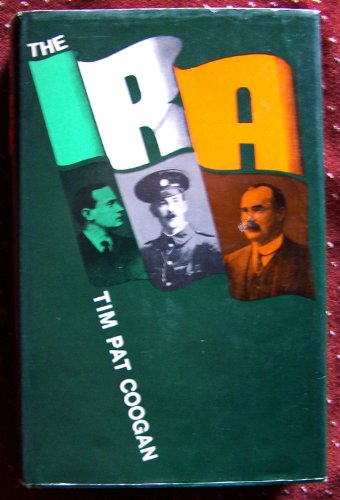 THE
IRA
TIM PAT COOGAN